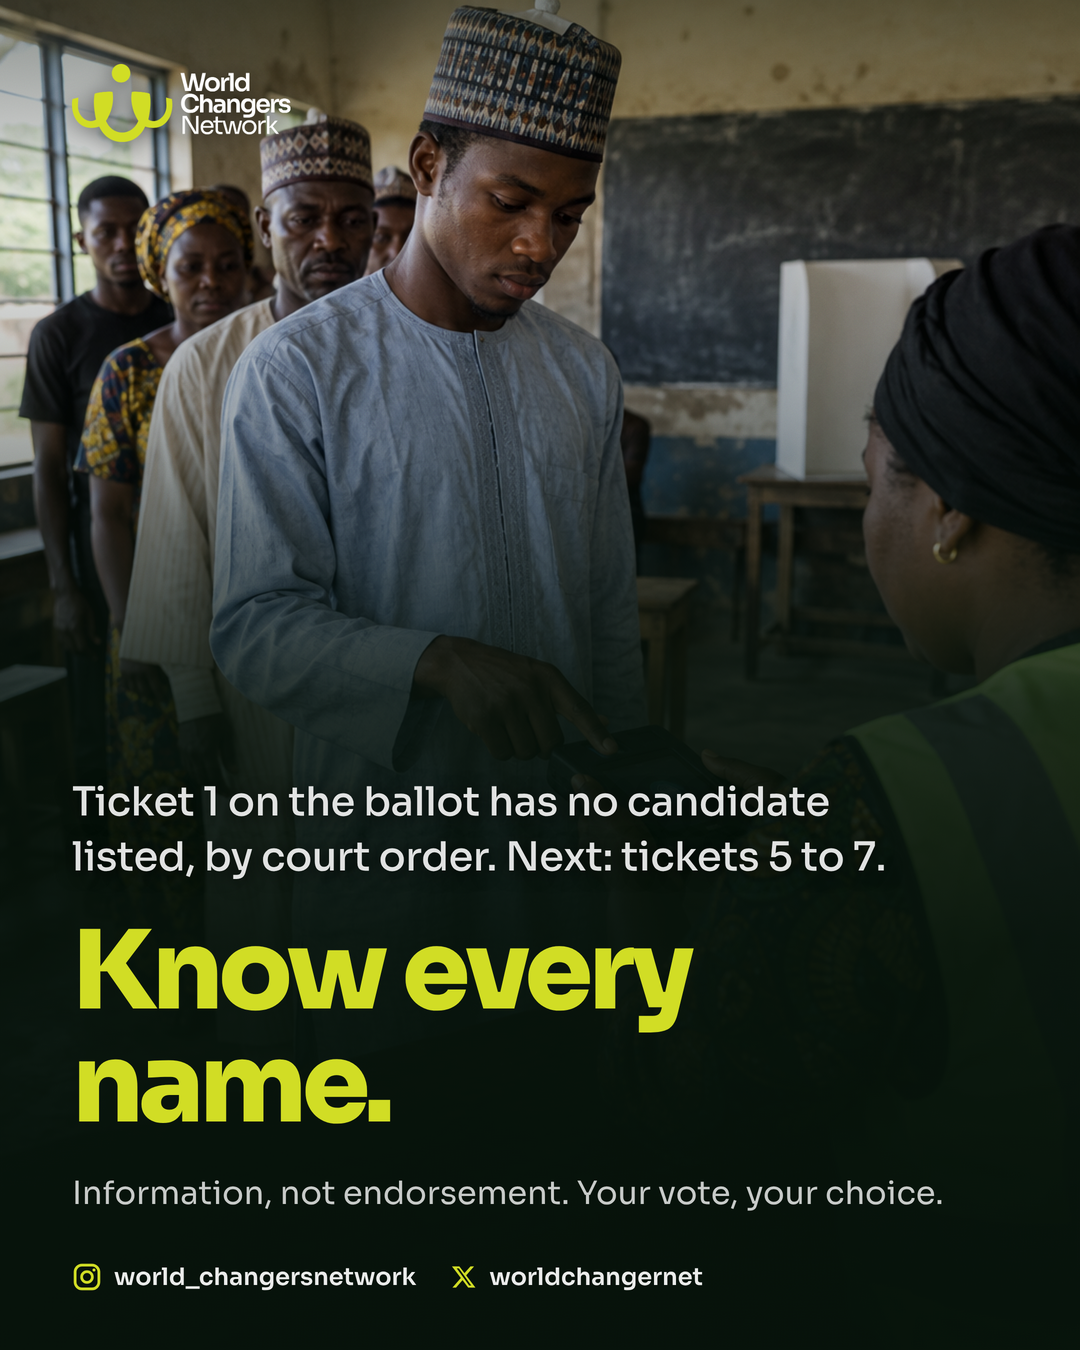 World
Changers
Network
Ticket 1 on the ballot has no candidate
listed, by court order. Next: tickets 5 to 7.
Know every
name.
Information, not endorsement. Your vote, your choice.
world_changersnetwork worldchangernet